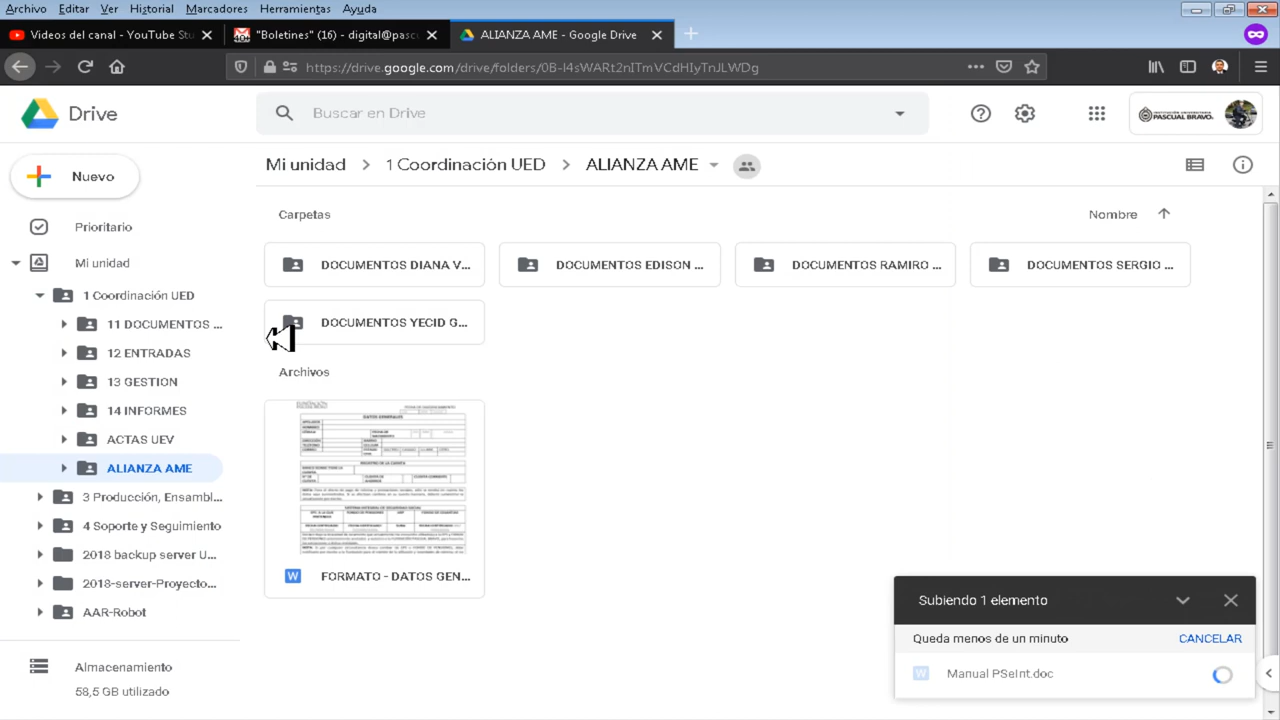 Archivo Editar Ver Historial Marcadores Herramientas Ayuda
Videos del canal - YouTube Stu
"Boletines" (16) - digital@pasc
ALIANZA AME - Google Drive
https://drive.google.com/drive/folders/0B-l4sWARt2nITmVCdHIyTnJLWDg
Drive
Buscar en Drive
PASCUAL BRAVO
Nuevo
Mi unidad > 1 Coordinación UED > ALIANZA AME
Prioritario
Mi unidad
1 Coordinación UED
11 DOCUMENTOS ...
12 ENTRADAS
13 GESTION
14 INFORMES
ACTAS UEV
ALIANZA AME
3 Produccion, Ensambl...
4 Soporte y Seguimiento
2018 backup server U...
2018-server-Proyecto...
AAR-Robot
Almacenamiento
58,5 GB utilizado
Carpetas
Nombre
DOCUMENTOS DIANA V...
DOCUMENTOS EDISON ...
DOCUMENTOS RAMIRO ...
DOCUMENTOS SERGIO ...
DOCUMENTOS YECID G...
Archivos
DATOS GENERALES
W FORMATO - DATOS GEN...
Subiendo 1 elemento
Queda menos de un minuto CANCELAR
W Manual PSeInt.doc